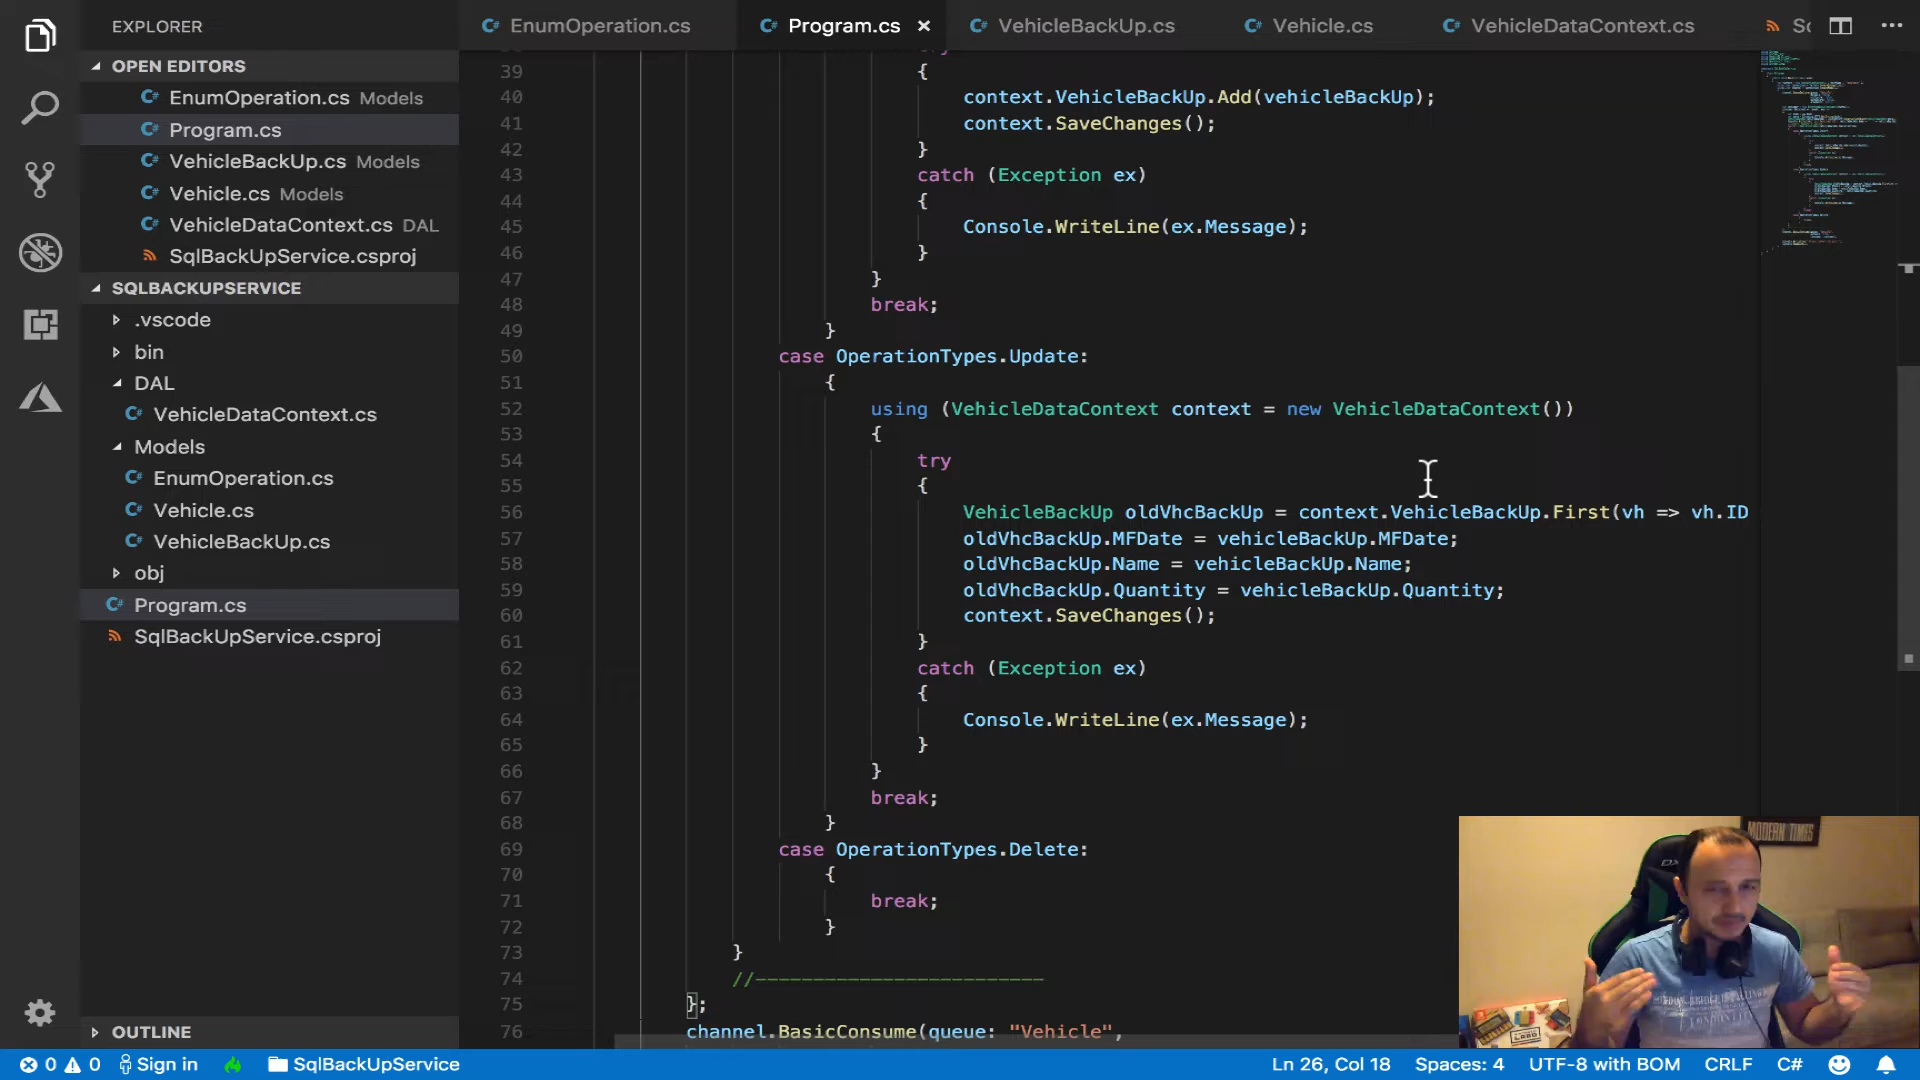 EXPLORER
EnumOperation.cs
Program.cs
VehicleBackUp.cs
Vehicle.cs
VehicleDataContext.cs
OPEN EDITORS
EnumOperation.cs Models
Program.cs
VehicleBackUp.cs Models
Vehicle.cs Models
VehicleDataContext.cs DAL
SqlBackUpService.csproj
SQLBACKUPSERVICE
.vscode
bin
DAL
VehicleDataContext.cs
Models
EnumOperation.cs
Vehicle.cs
VehicleBackUp.cs
obj
Program.cs
SqlBackUpService.csproj
OUTLINE
39 {
40 context.VehicleBackUp.Add(vehicleBackUp);
41 context.SaveChanges();
42 }
43 catch (Exception ex)
44 {
45 Console.WriteLine(ex.Message);
46 }
47 }
48 break;
49 }
50 case OperationTypes.Update:
51 {
52 using (VehicleDataContext context = new VehicleDataContext())
53 {
54 try
55 {
56 VehicleBackUp oldVhcBackUp = context.VehicleBackUp.First(vh => vh.ID
57 oldVhcBackUp.MFDate = vehicleBackUp.MFDate;
58 oldVhcBackUp.Name = vehicleBackUp.Name;
59 oldVhcBackUp.Quantity = vehicleBackUp.Quantity;
60 context.SaveChanges();
61 }
62 catch (Exception ex)
63 {
64 Console.WriteLine(ex.Message);
65 }
66 }
67 break;
68 }
69 case OperationTypes.Delete:
70 {
71 break;
72 }
73 }
74 //-------------------------
75 };
76 channel.BasicConsume(queue: "Vehicle",
MODERN TIMES
0 0 Sign in SqlBackUpService Ln 26, Col 18 Spaces: 4 UTF-8 with BOM CRLF C#